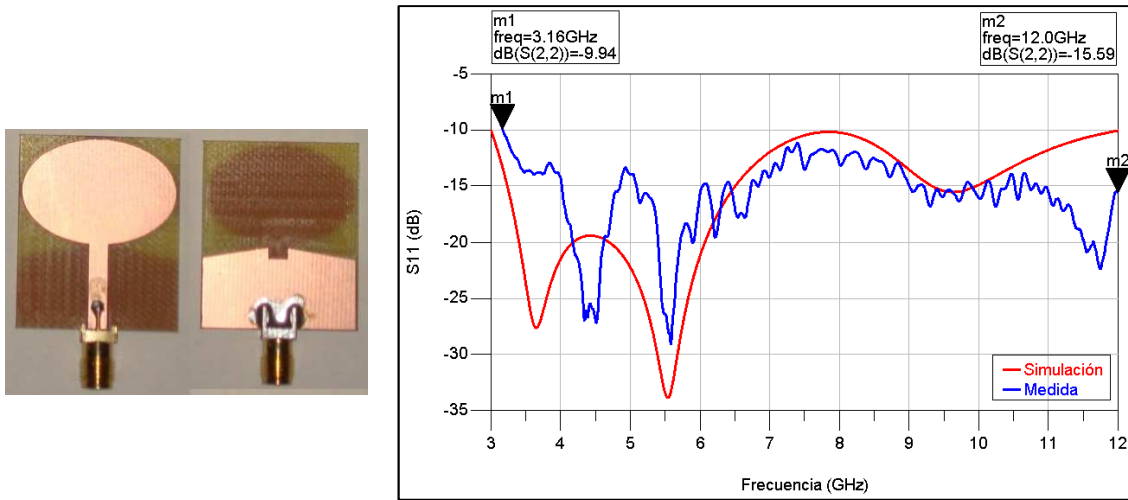 m1
freq=3.16GHz
dB(S(2,2))=-9.94
m2
freq=12.0GHz
dB(S(2,2))=-15.59
-5
-10
-15
-20
-25
-30
-35
S11 (dB)
m1
m2
Simulación
Medida
3 4 5 6 7 8 9 10 11 12
Frecuencia (GHz)